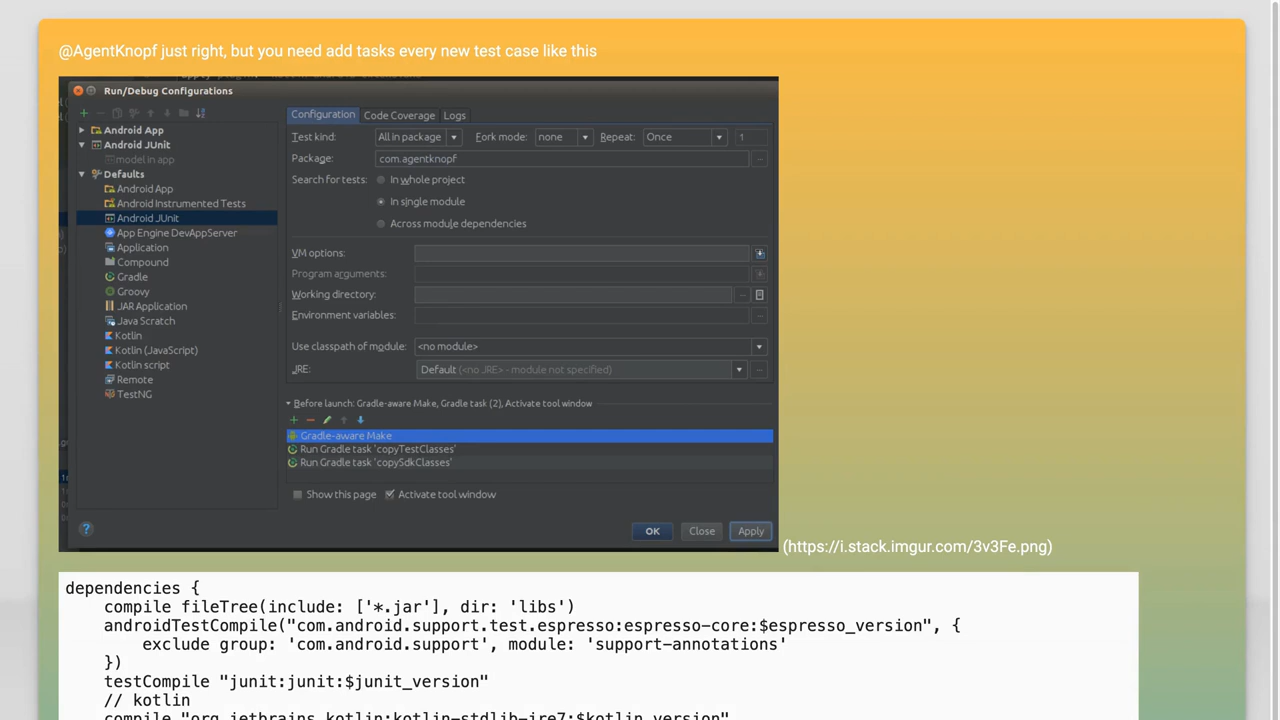 @AgentKnopf just right, but you need add tasks every new test case like this
Run/Debug Configurations
Android App
Android JUnit
model in app
Defaults
Android App
Android Instrumented Tests
Android JUnit
App Engine DevAppServer
Application
Compound
Gradle
Groovy
JAR Application
Java Scratch
Kotlin
Kotlin (JavaScript)
Kotlin script
Remote
TestNG
Configuration Code Coverage Logs
Test kind: All in package Fork mode: none Repeat: Once 1
Package: com.agentknopf
Search for tests: In whole project
In single module
Across module dependencies
VM options:
Program arguments:
Working directory:
Environment variables:
Use classpath of module: <no module>
JRE: Default (<no JRE> - module not specified)
Before launch: Gradle-aware Make, Gradle task (2), Activate tool window
Gradle-aware Make
Run Gradle task 'copyTestClasses'
Run Gradle task 'copySdkClasses'
Show this page Activate tool window
? OK Close Apply
(https://i.stack.imgur.com/3v3Fe.png)
dependencies {
compile fileTree(include: ['*.jar'], dir: 'libs')
androidTestCompile("com.android.support.test.espresso:espresso-core:$espresso_version", {
exclude group: 'com.android.support', module: 'support-annotations'
})
testCompile "junit:junit:$junit_version"
// kotlin
compile "org.jetbrains.kotlin:kotlin-stdlib-jre7:$kotlin_version"